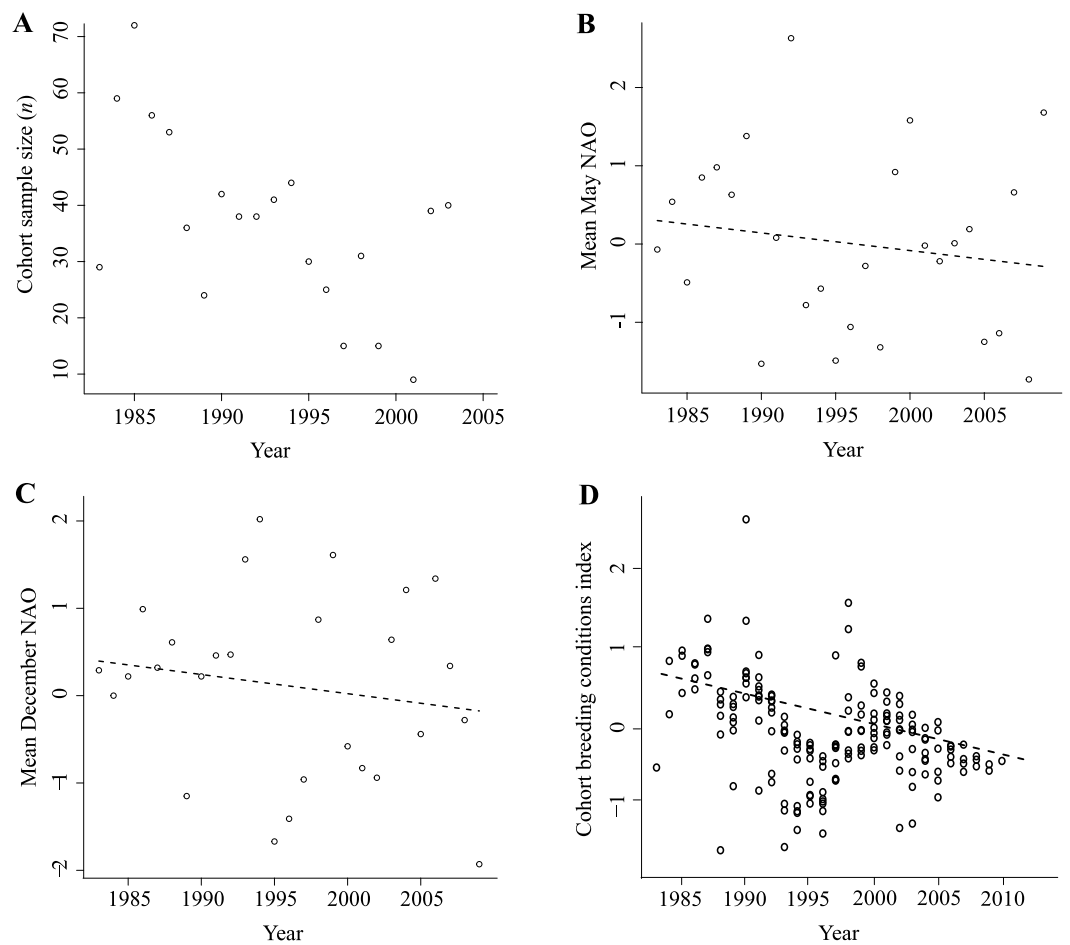 A
Cohort sample size (n)
70
60
50
40
30
20
10
1985 1990 1995 2000 2005
Year
B
Mean May NAO
2
1
0
-1
1985 1990 1995 2000 2005
Year
C
Mean December NAO
2
1
0
−1
−2
1985 1990 1995 2000 2005
Year
D
Cohort breeding conditions index
2
1
0
−1
1985 1990 1995 2000 2005 2010
Year